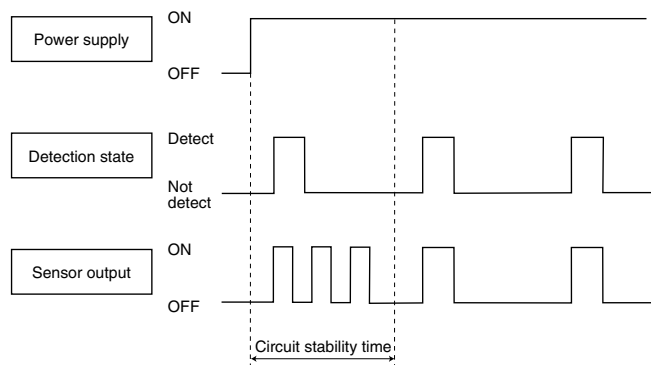 ON
Power supply
OFF
Detect
Detection state
Not
detect
ON
Sensor output
OFF
Circuit stability time